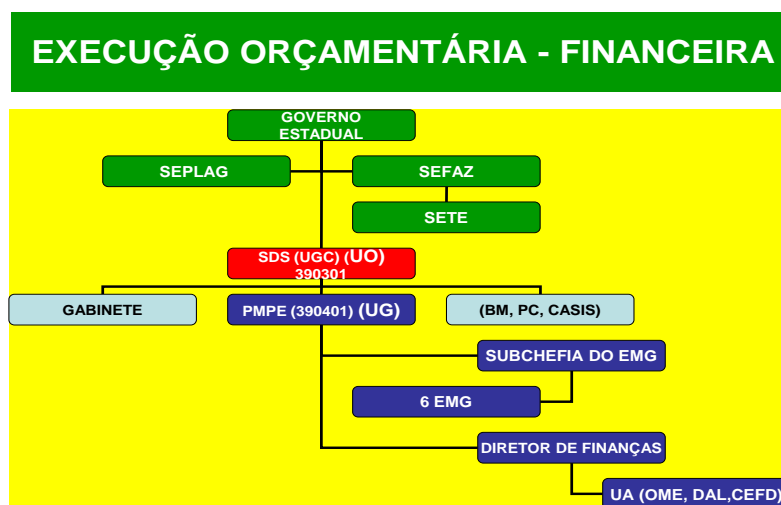 EXECUÇÃO ORÇAMENTÁRIA - FINANCEIRA
GOVERNO
ESTADUAL
SEPLAG
SEFAZ
SETE
SDS (UGC) (UO)
390301
GABINETE
PMPE (390401) (UG)
(BM, PC, CASIS)
SUBCHEFIA DO EMG
6 EMG
DIRETOR DE FINANÇAS
UA (OME, DAL,CEFD)